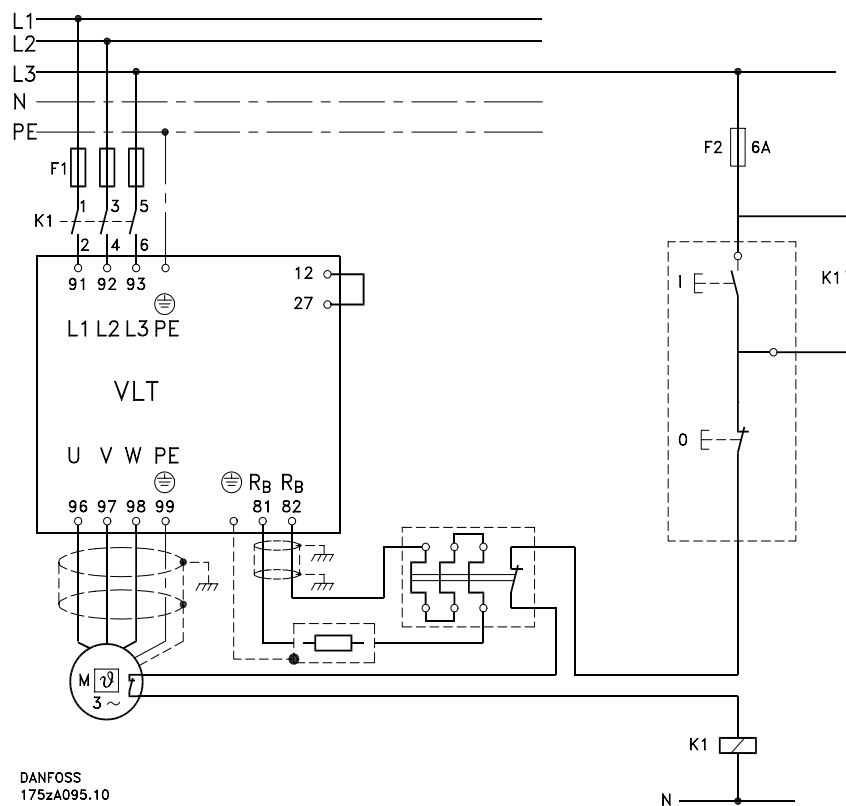 L1
L2
L3
N
PE
F2 6A
F1
1 3 5
K1
2 4 6
91 92 93
12
I
K1
27
L1 L2 L3 PE
VLT
0
U V W PE
RB RB
96 97 98 99
81 82
M ϑ
3 ~
K1
DANFOSS
175zA095.10
N